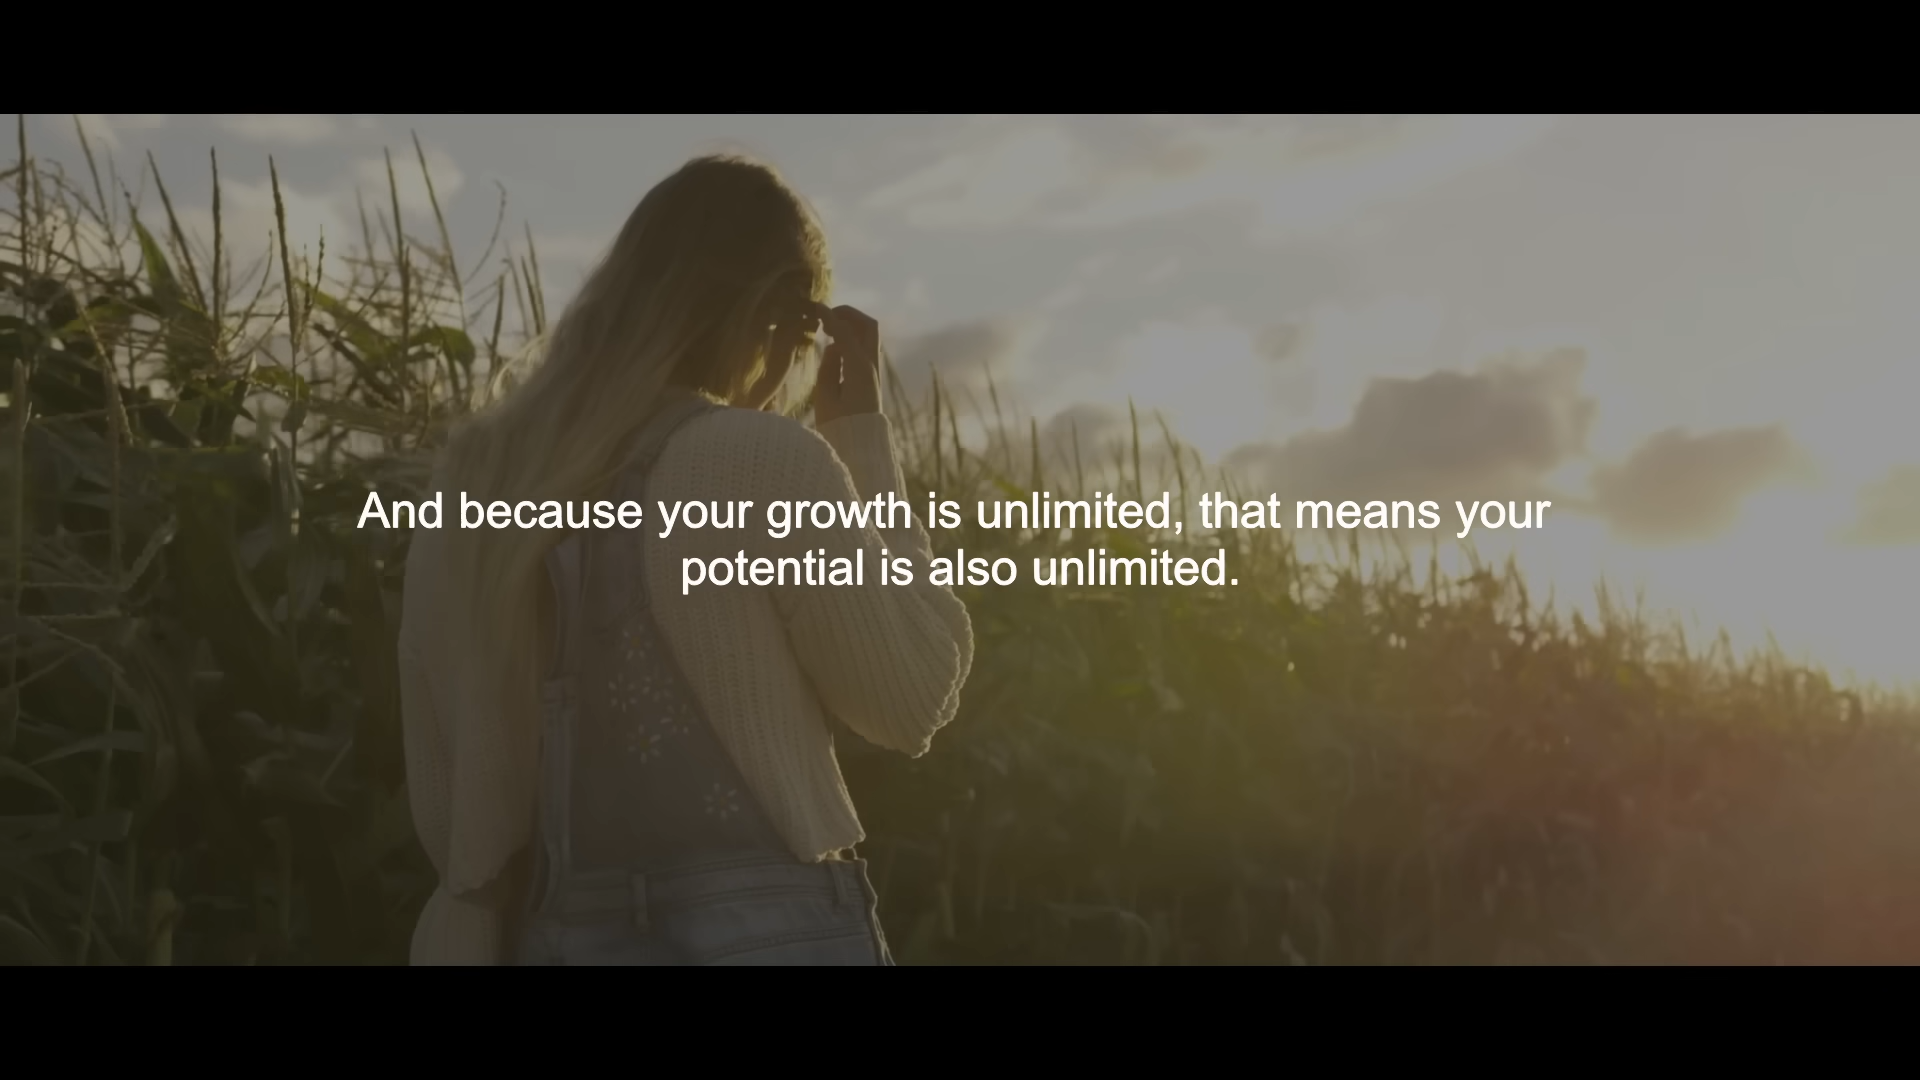 And because your growth is unlimited, that means your
potential is also unlimited.